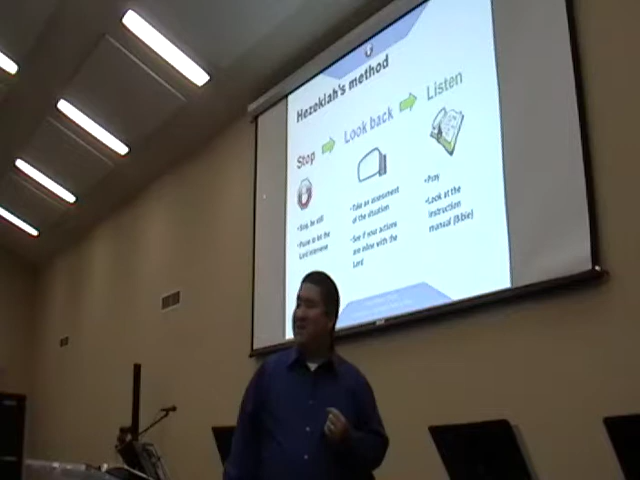 Hezekiah's method
Stop
Look back
Listen
•Stop, be still
•Pause to let the
Lord intervene
•Take an assessment
of the situation
•See if your actions
are inline with the
Lord
•Pray
•Look at the
instruction
manual (Bible)